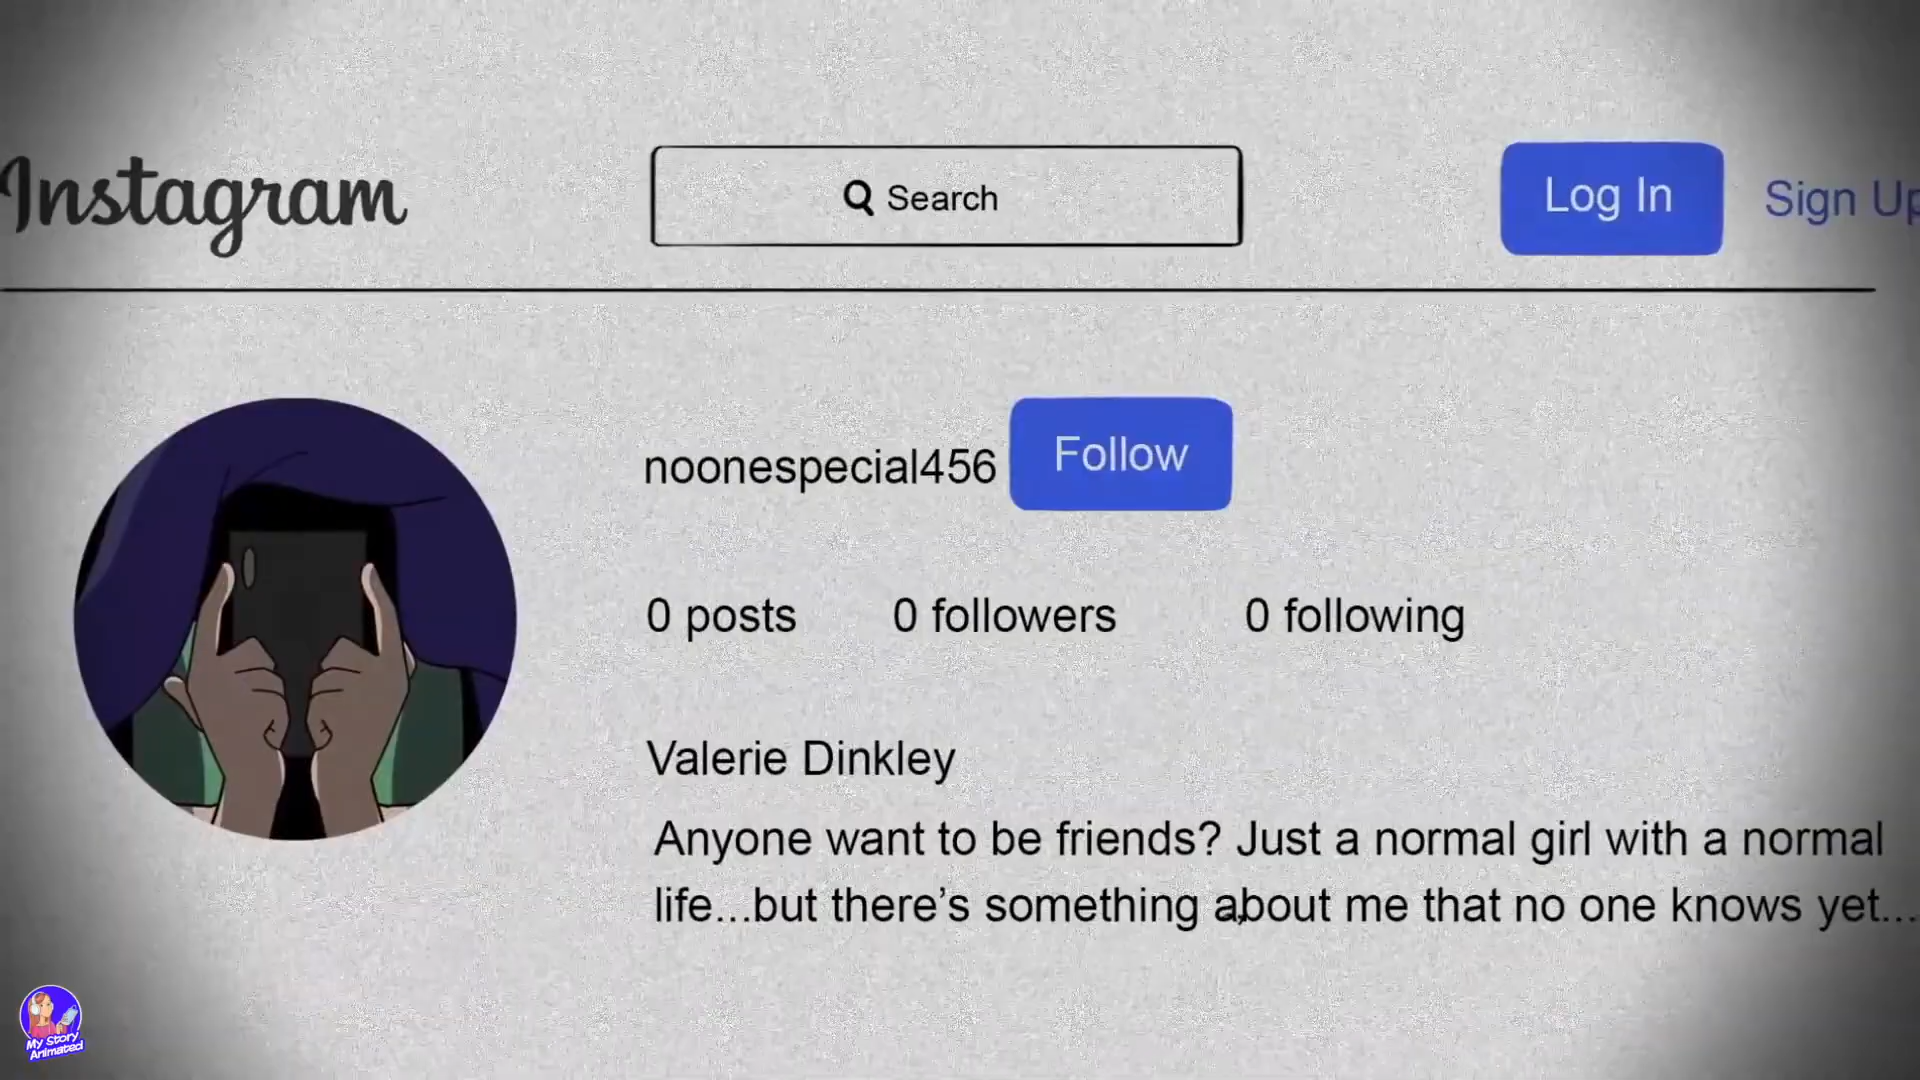 Instagram
Search
Log In
Sign Up
noonespecial456
Follow
0 posts 0 followers 0 following
Valerie Dinkley
Anyone want to be friends? Just a normal girl with a normal
life...but there’s something about me that no one knows yet...
My Story
Animated